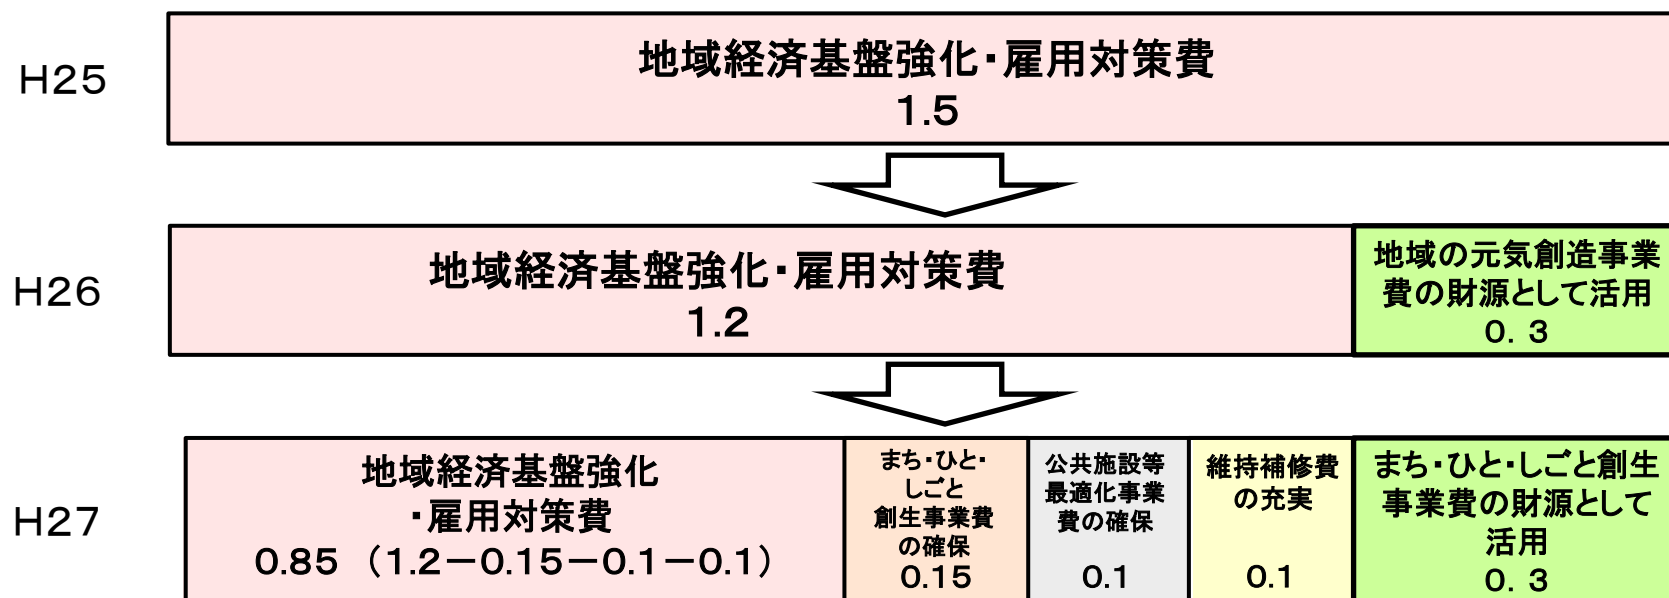 H25
地域経済基盤強化・雇用対策費
1.5
H26
地域経済基盤強化・雇用対策費
1.2
地域の元気創造事業
費の財源として活用
0. 3
H27
地域経済基盤強化
・雇用対策費
0.85 （1.2－0.15－0.1－0.1）
まち・ひと・
しごと
創生事業費
の確保
0.15
公共施設等
最適化事業
費の確保
0.1
維持補修費
の充実
0.1
まち・ひと・しごと創生
事業費の財源として
活用
0. 3